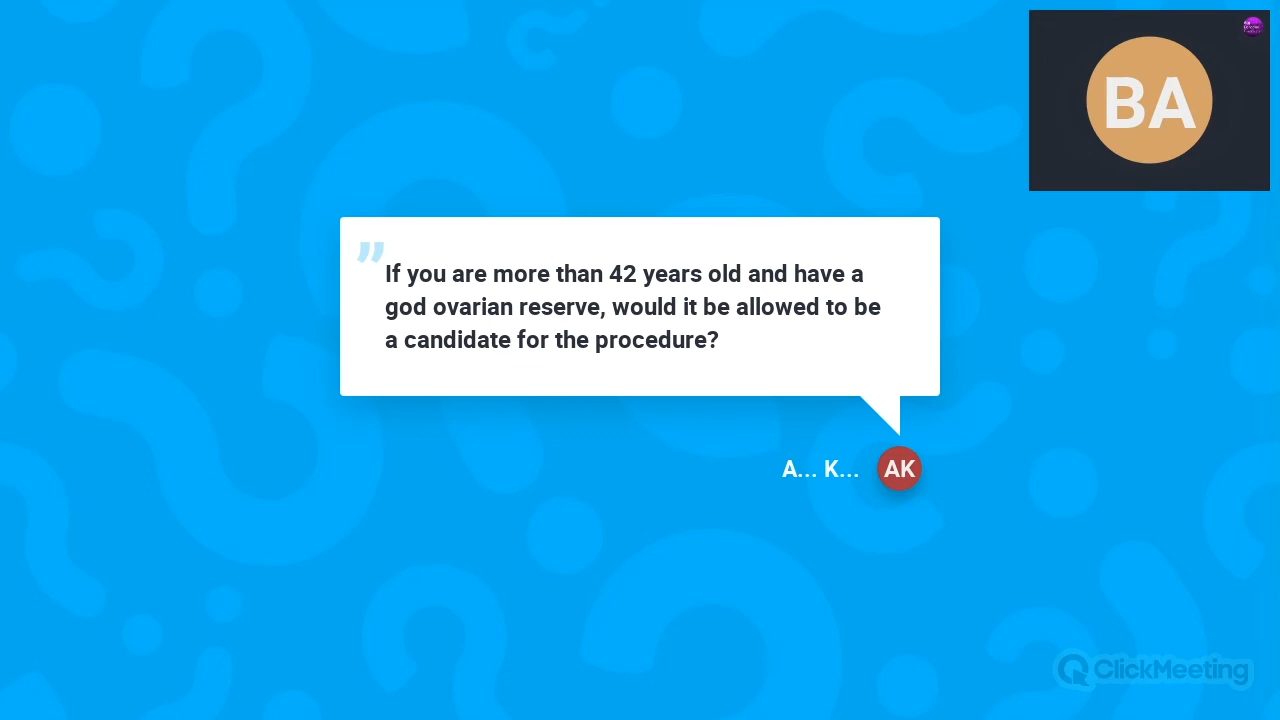 BA
”
If you are more than 42 years old and have a
god ovarian reserve, would it be allowed to be
a candidate for the procedure?
A... K... AK
ClickMeeting